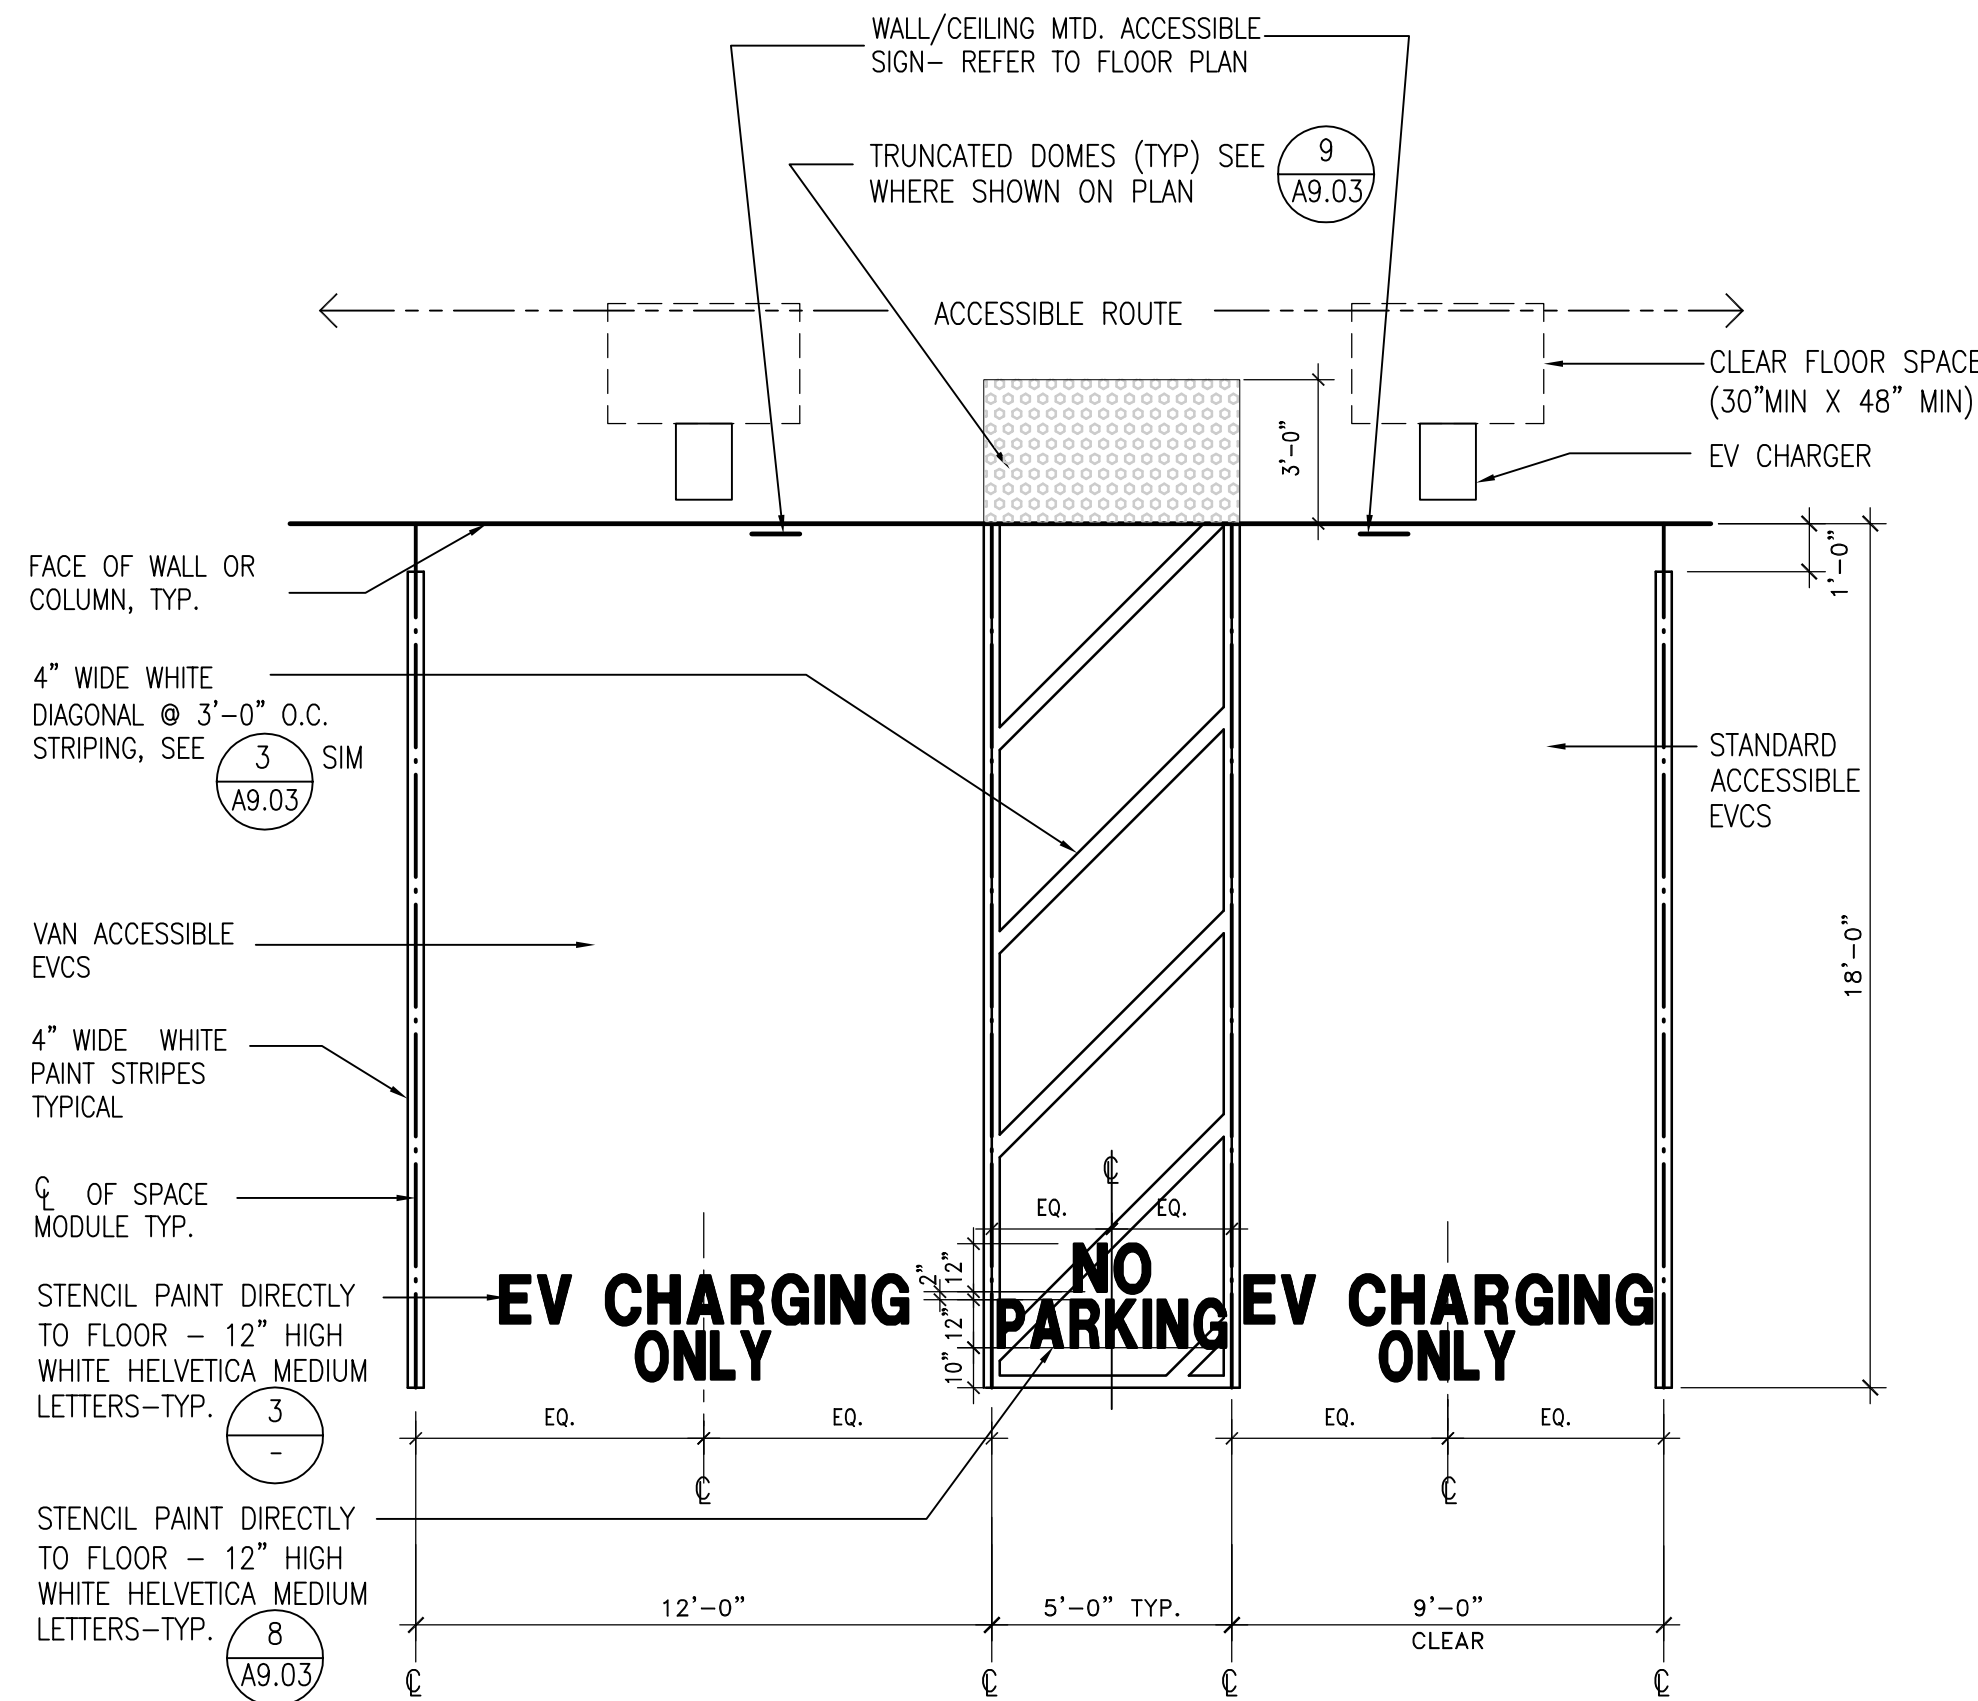 WALL/CEILING MTD. ACCESSIBLE
SIGN- REFER TO FLOOR PLAN
TRUNCATED DOMES (TYP) SEE
WHERE SHOWN ON PLAN
9
A9.03
ACCESSIBLE ROUTE
CLEAR FLOOR SPACE
(30"MIN X 48" MIN)
EV CHARGER
3'-0"
1'-0"
18'-0"
FACE OF WALL OR
COLUMN, TYP.
4" WIDE WHITE
DIAGONAL @ 3'-0" O.C.
STRIPING, SEE
3
A9.03
SIM
STANDARD
ACCESSIBLE
EVCS
VAN ACCESSIBLE
EVCS
4" WIDE WHITE
PAINT STRIPES
TYPICAL
℄ OF SPACE
MODULE TYP.
STENCIL PAINT DIRECTLY
TO FLOOR - 12" HIGH
WHITE HELVETICA MEDIUM
LETTERS-TYP.
3
-
STENCIL PAINT DIRECTLY
TO FLOOR - 12" HIGH
WHITE HELVETICA MEDIUM
LETTERS-TYP.
8
A9.03
EV CHARGING
ONLY
℄
EQ. EQ.
2"
12"
12"
10"
NO
PARKING
EV CHARGING
ONLY
EQ. EQ. EQ. EQ.
℄ ℄
12'-0" 5'-0" TYP. 9'-0"
CLEAR
℄ ℄ ℄ ℄